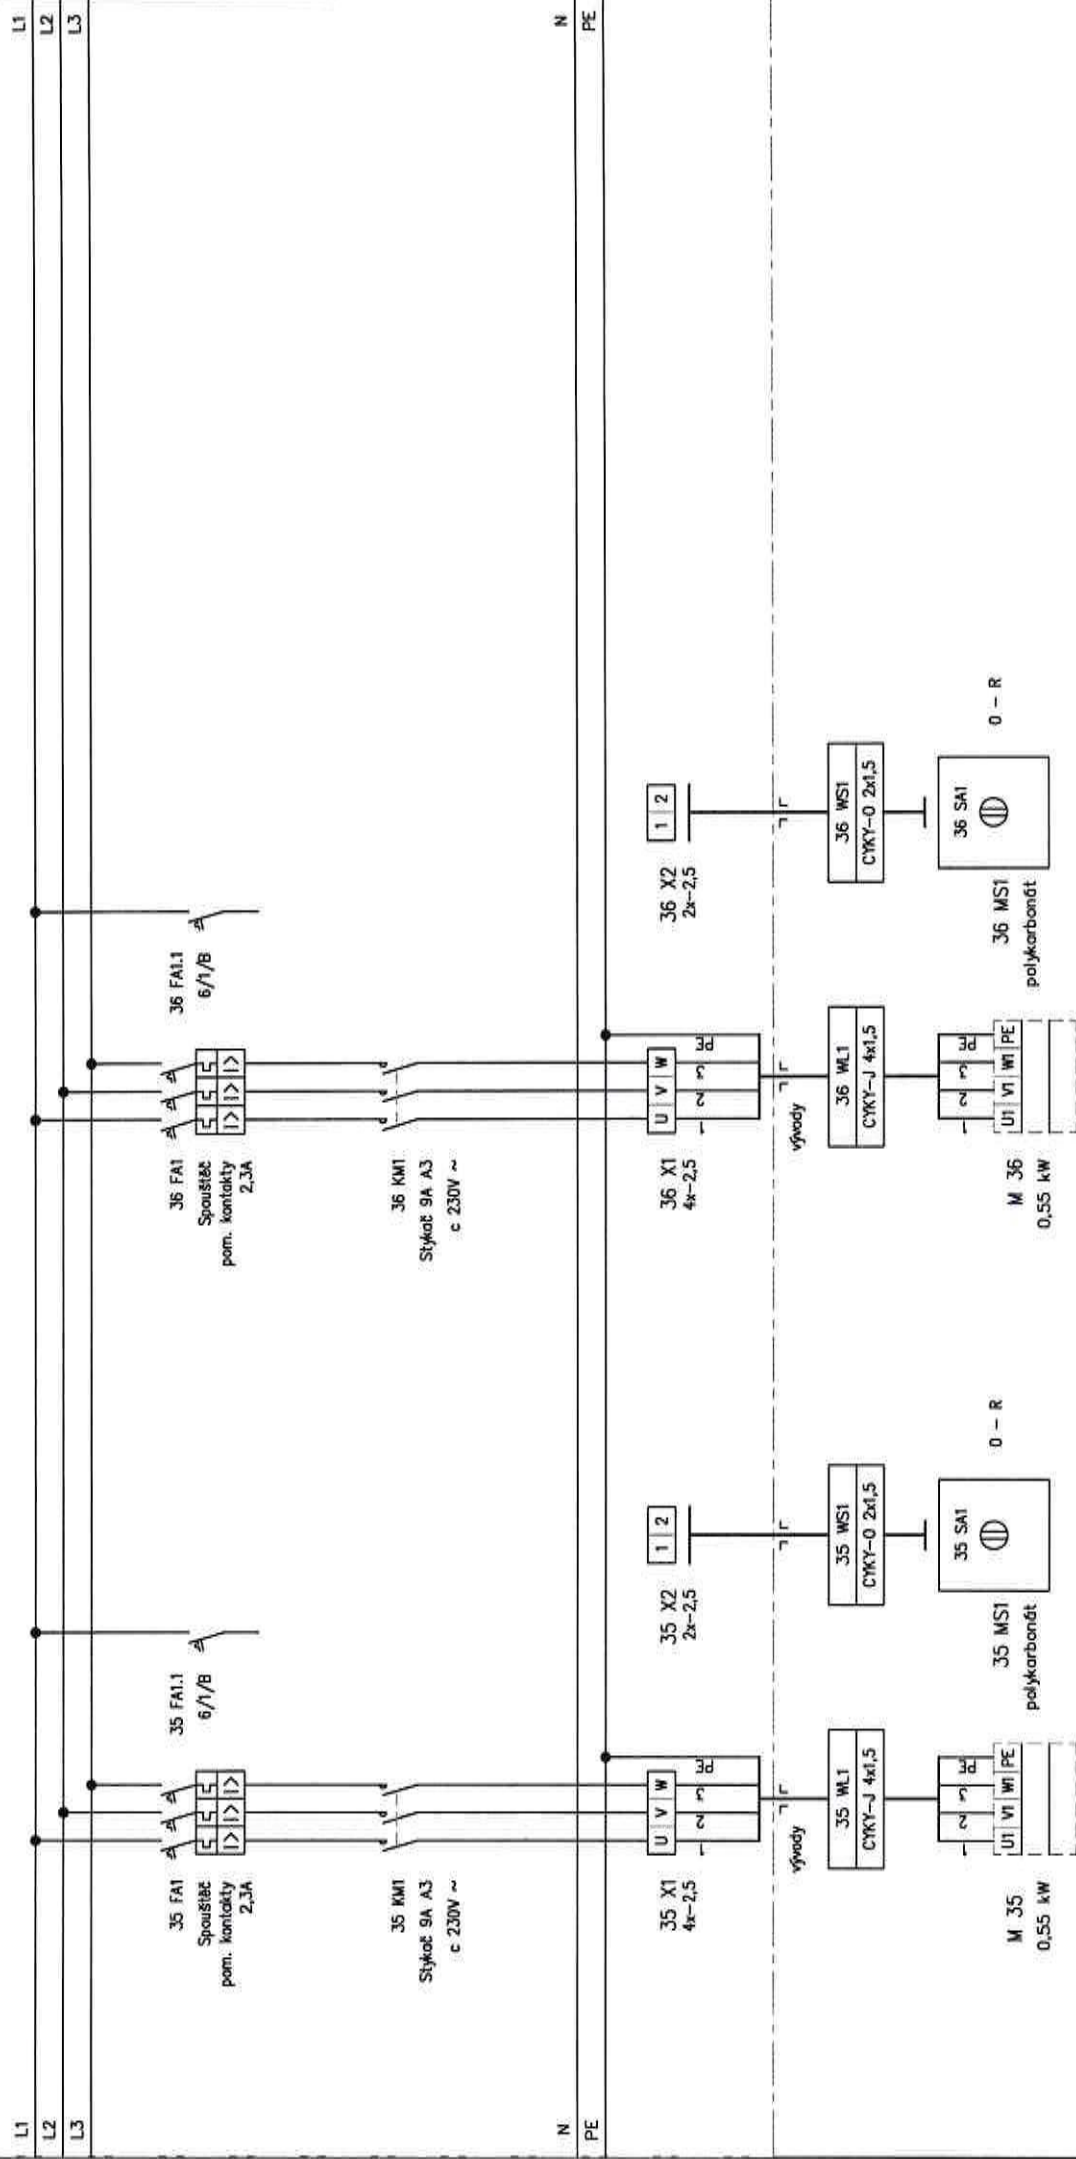 L1
L2
L3
N
PE
L1
L2
L3
N
PE
35 FA1
Spouštěč
pom. kontakty
2,3A
I> I> I>
35 FA1.1
6/1/B
35 KM1
Stykač 9A A3
c 230V ~
35 X1
4x-2,5
U V W
1 2 3 PE
35 X2
2x-2,5
1 2
vývody
35 WL1
CYKY-J 4x1,5
35 WS1
CYKY-O 2x1,5
1 2 3 PE
U1 V1 W1 PE
M 35
0,55 kW
35 SA1
0 - R
35 MS1
polykarbonát
36 FA1
Spouštěč
pom. kontakty
2,3A
I> I> I>
36 FA1.1
6/1/B
36 KM1
Stykač 9A A3
c 230V ~
36 X1
4x-2,5
U V W
1 2 3 PE
36 X2
2x-2,5
1 2
vývody
36 WL1
CYKY-J 4x1,5
36 WS1
CYKY-O 2x1,5
1 2 3 PE
U1 V1 W1 PE
M 36
0,55 kW
36 SA1
0 - R
36 MS1
polykarbonát